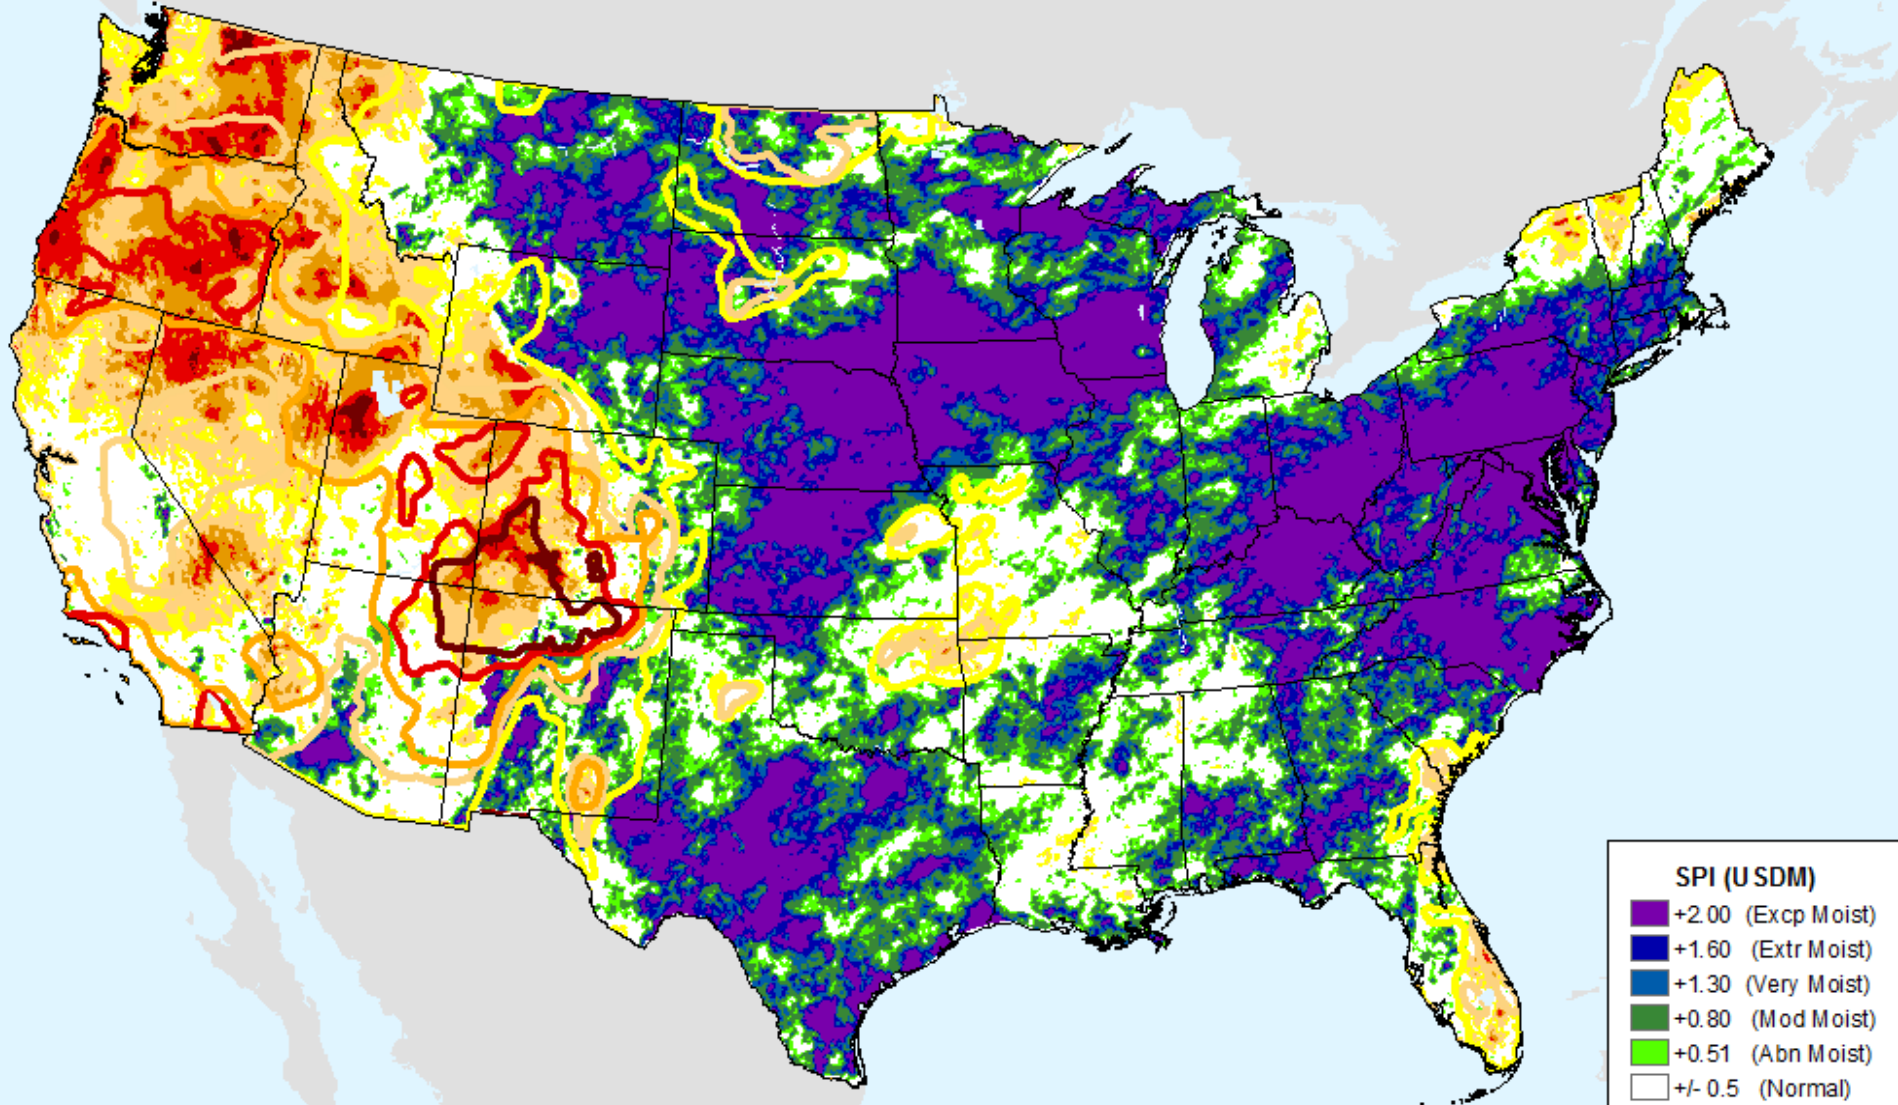 SPI (USDM)
+2.00 (Excp Moist)
+1.60 (Extr Moist)
+1.30 (Very Moist)
+0.80 (Mod Moist)
+0.51 (Abn Moist)
+/- 0.5 (Normal)